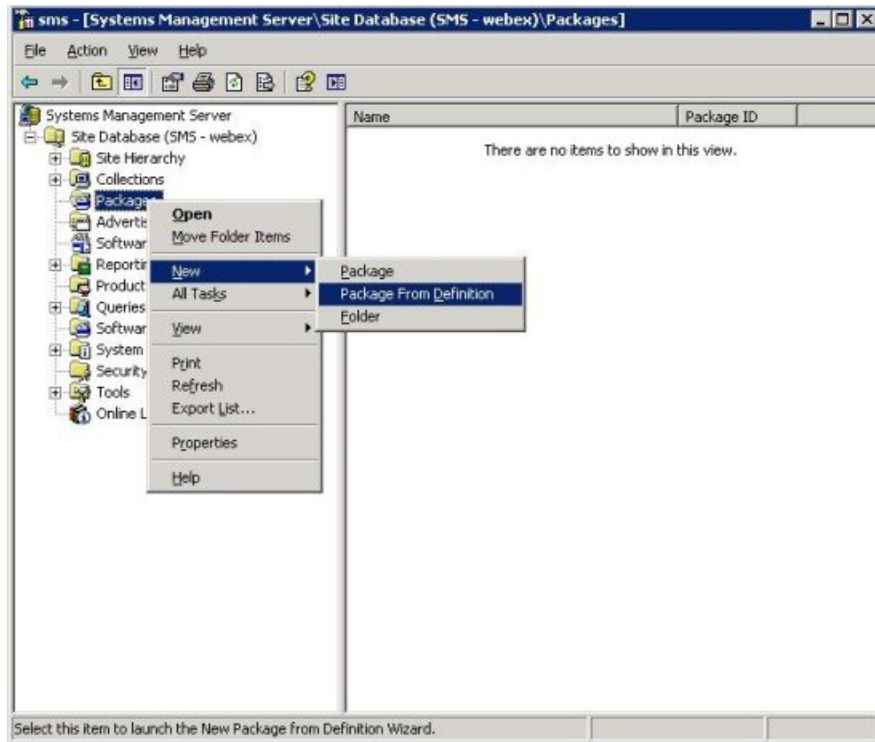 sms - [Systems Management Server\Site Database (SMS - webex)\Packages]
File Action View Help
Systems Management Server
Site Database (SMS - webex)
Site Hierarchy
Collections
Packages
Advertis
Softwar
Reportin
Product
Queries
Softwar
System
Security
Tools
Online L
Open
Move Folder Items
New
All Tasks
View
Print
Refresh
Export List...
Properties
Help
Package
Package From Definition
Folder
Name Package ID
There are no items to show in this view.
Select this item to launch the New Package from Definition Wizard.